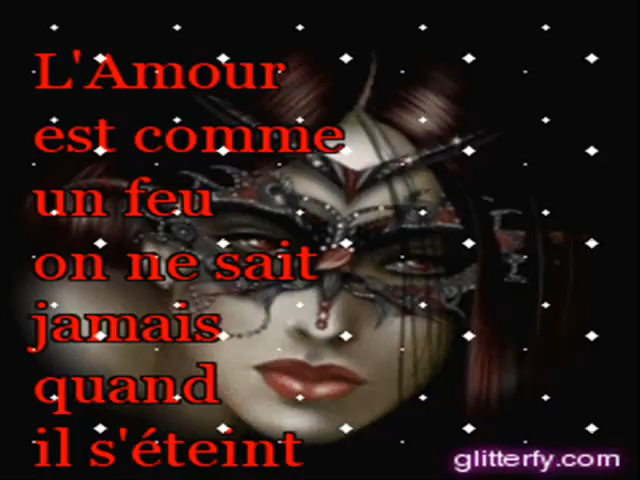 L'Amour
est comme
un feu
on ne sait
jamais
quand
il s'éteint
glitterfy.com